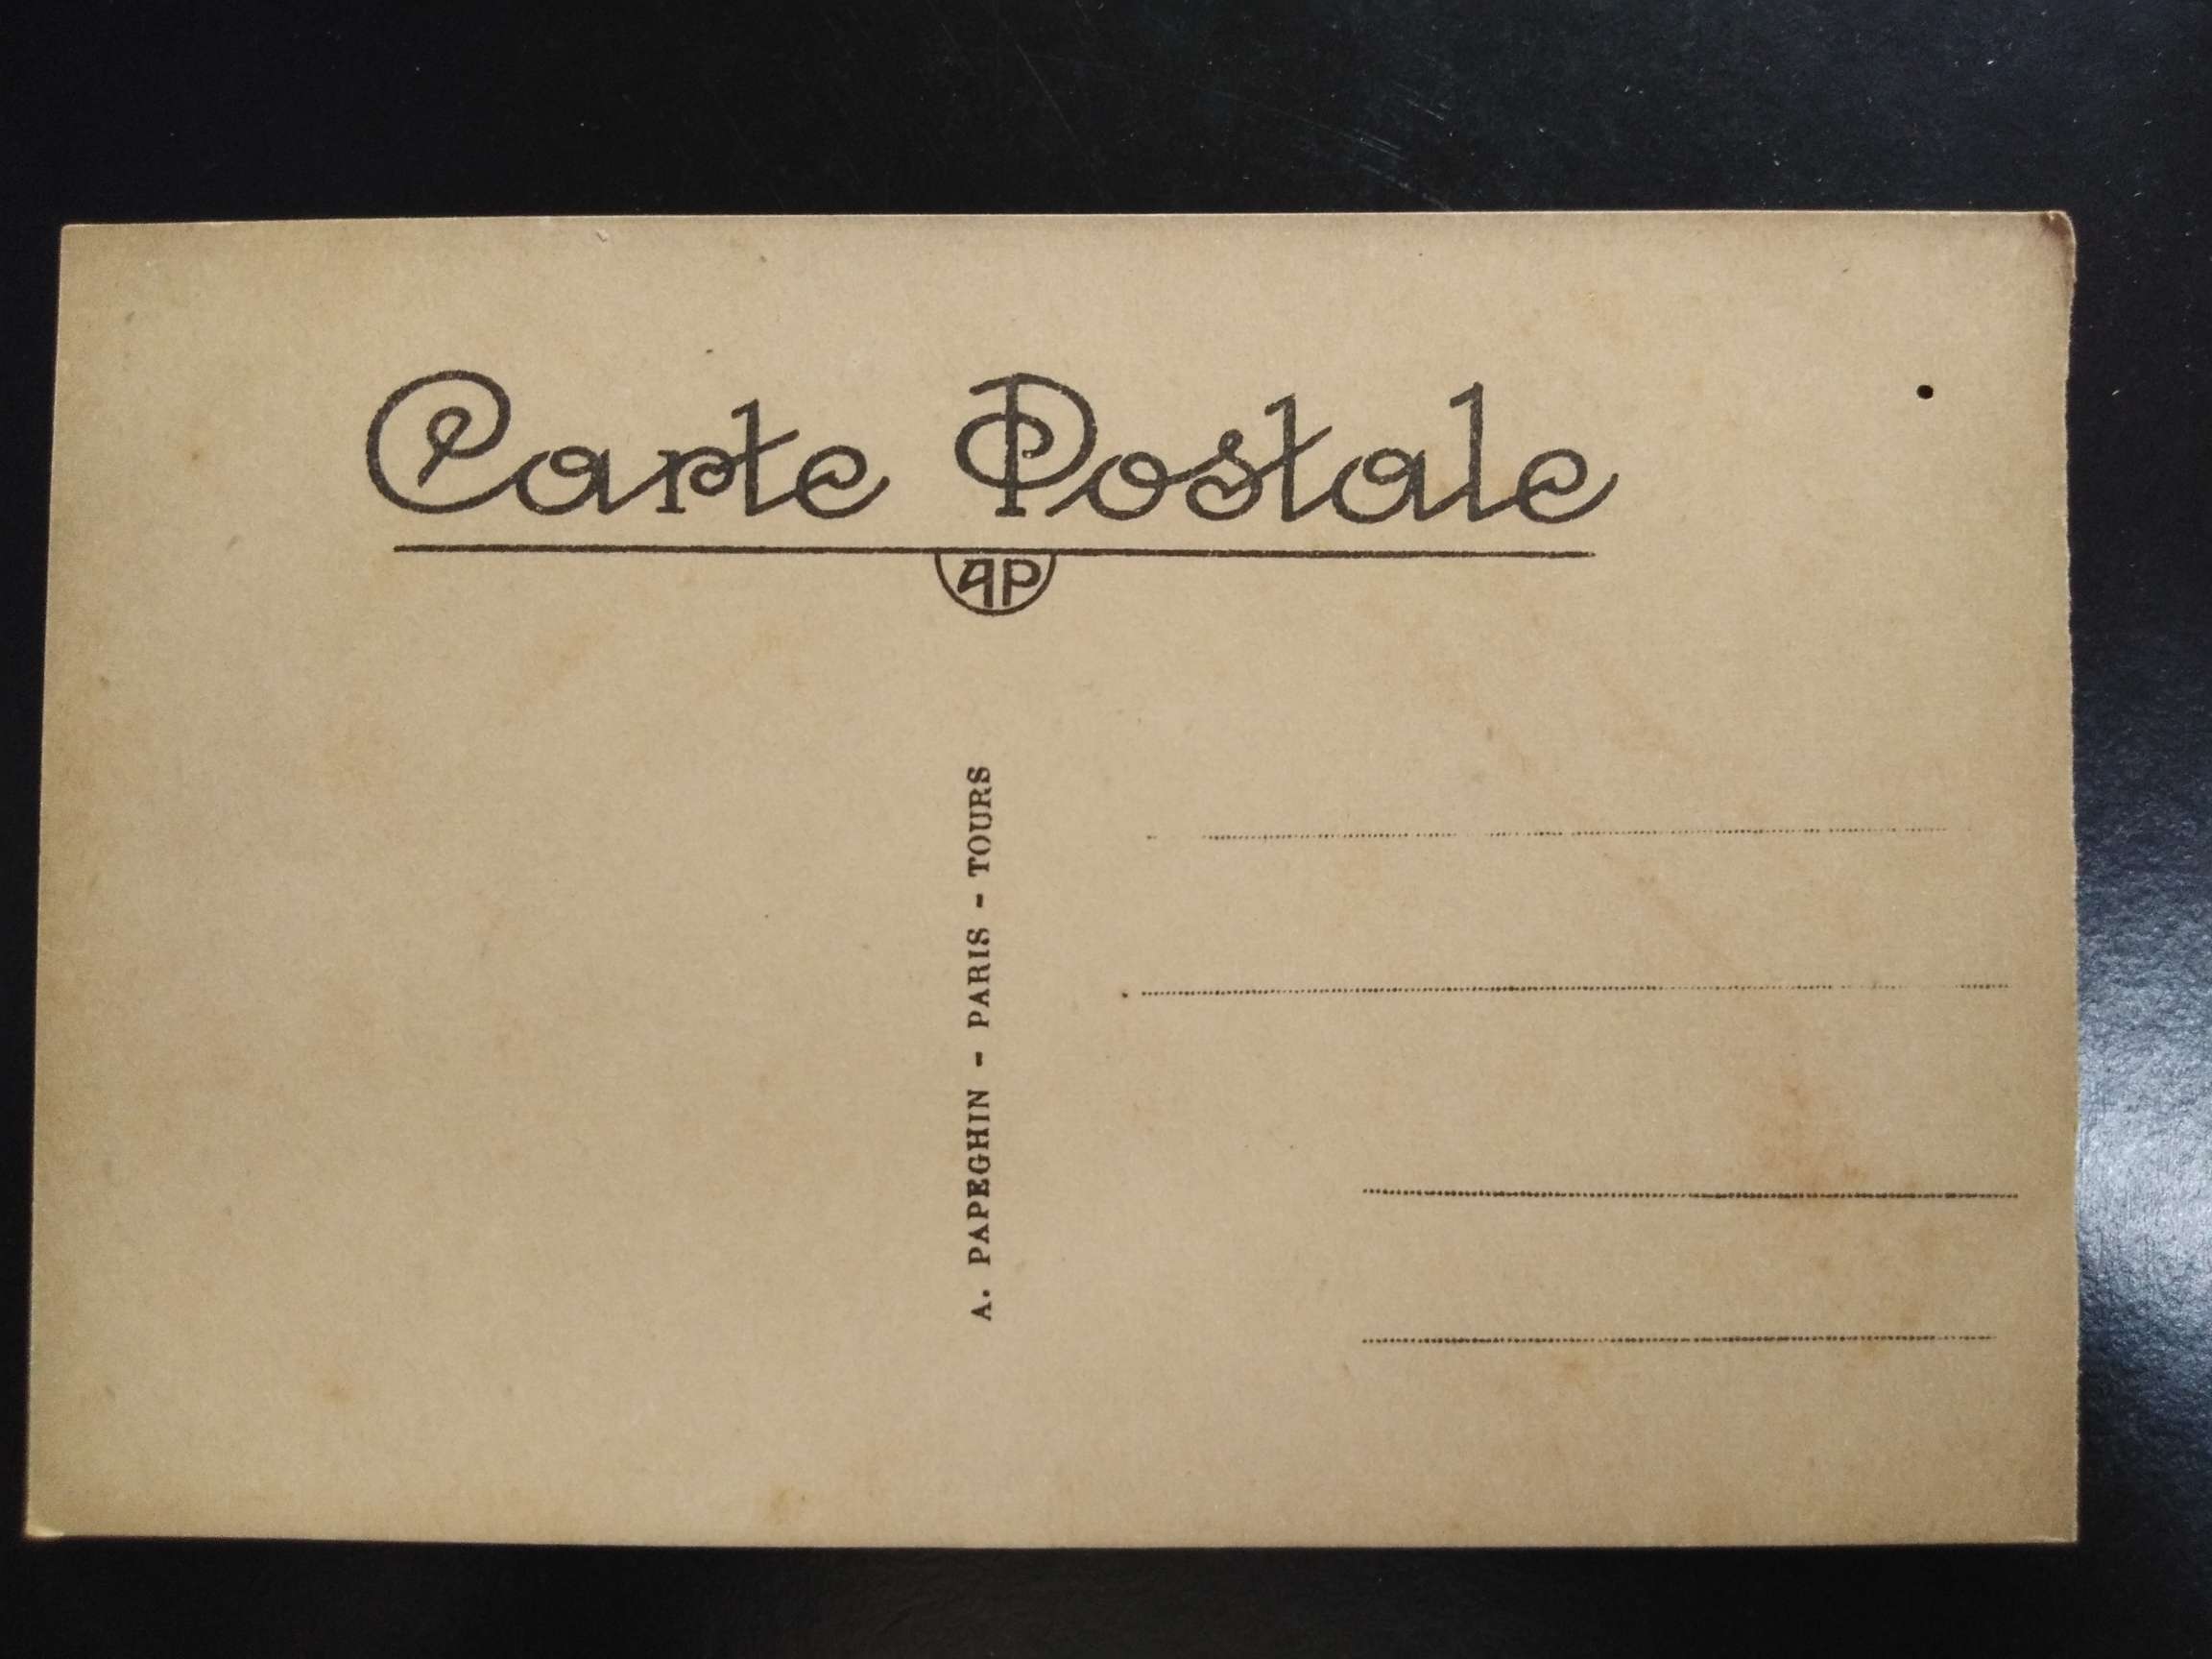 Carte Postale
AP
A. PAPEGHIN - PARIS - TOURS